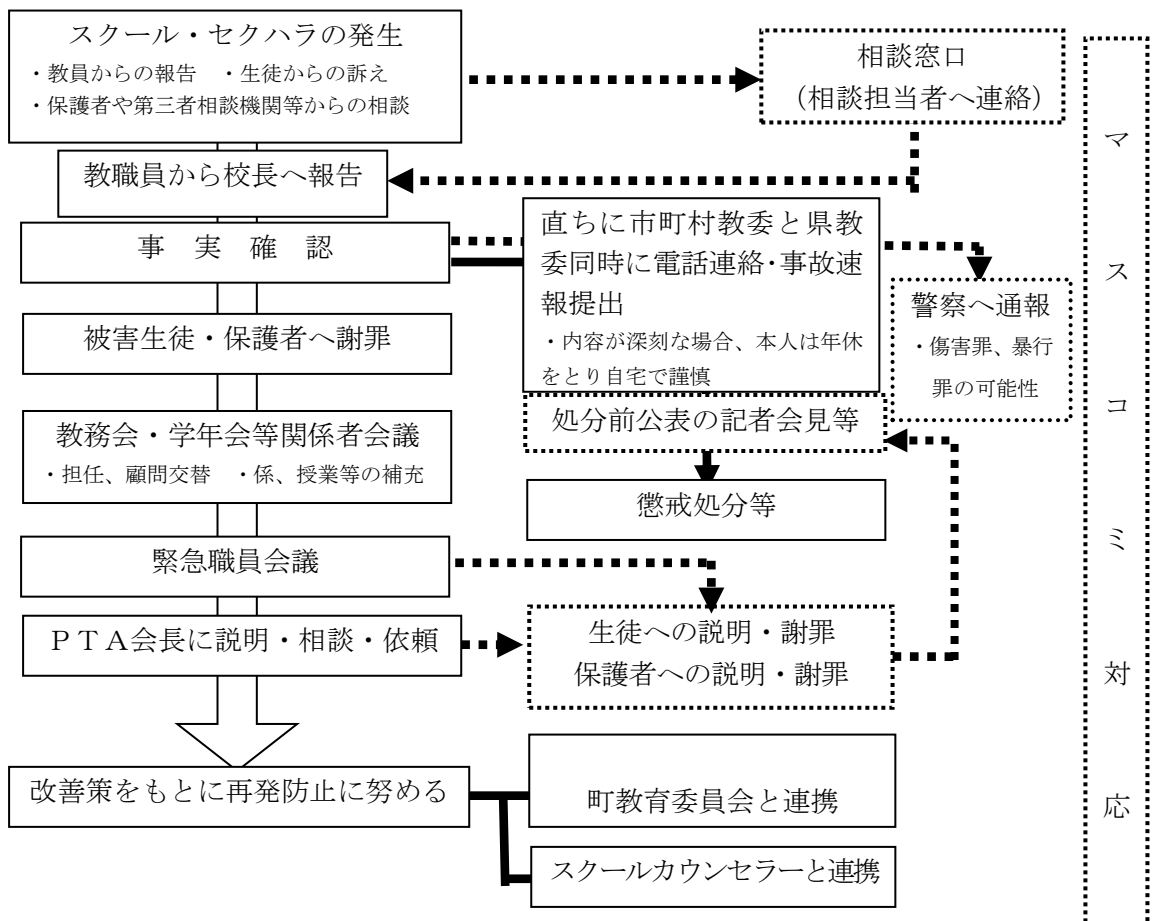 スクール・セクハラの発生
・教員からの報告　・生徒からの訴え
・保護者や第三者相談機関等からの相談
相談窓口
（相談担当者へ連絡）
教職員から校長へ報告
事　実　確　認
直ちに市町村教委と県教
委同時に電話連絡・事故速
報提出
・内容が深刻な場合、本人は年休
をとり自宅で謹慎
警察へ通報
・傷害罪、暴行
罪の可能性
被害生徒・保護者へ謝罪
処分前公表の記者会見等
教務会・学年会等関係者会議
・担任、顧問交替　・係、授業等の補充
懲戒処分等
緊急職員会議
ＰＴＡ会長に説明・相談・依頼
生徒への説明・謝罪
保護者への説明・謝罪
改善策をもとに再発防止に努める
町教育委員会と連携
スクールカウンセラーと連携
マスコミ対応